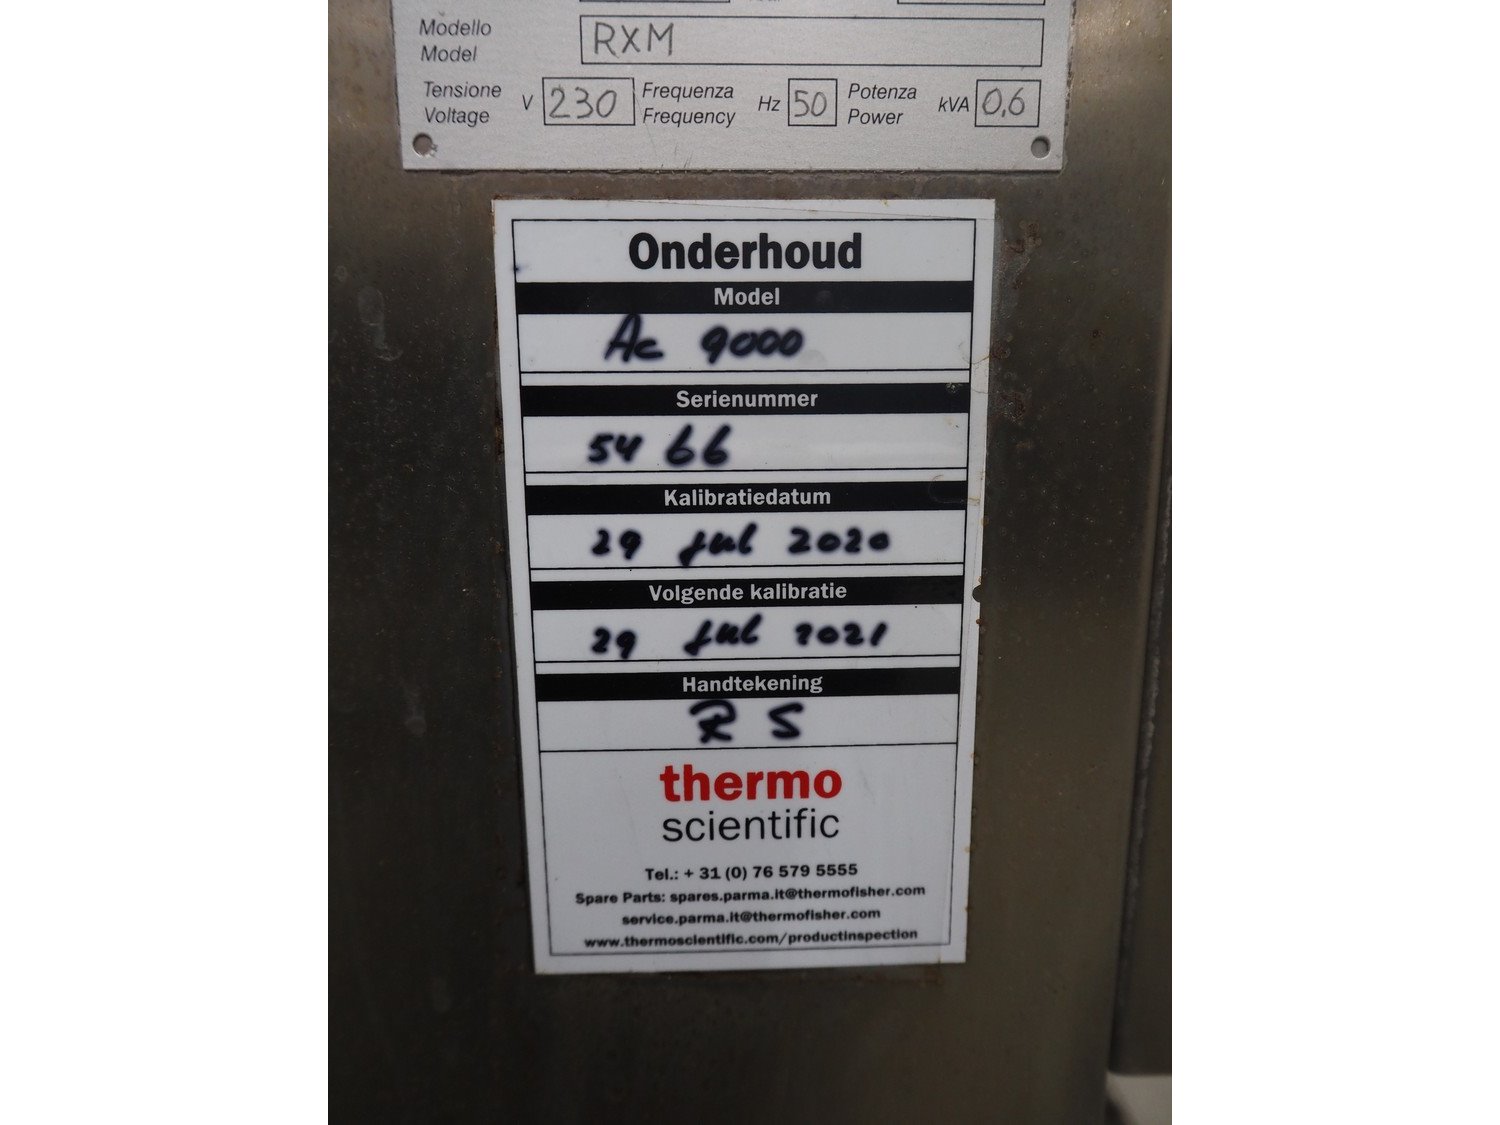 Modello
Model
RXM
Tensione
Voltage
V 230
Frequenza
Frequency
Hz 50
Potenza
Power
kVA 0,6
Onderhoud
Model
Ac 9000
Serienummer
5466
Kalibratiedatum
29 jul 2020
Volgende kalibratie
29 jul 2021
Handtekening
R S
thermo
scientific
Tel.: + 31 (0) 76 579 5555
Spare Parts: spares.parma.it@thermofisher.com
service.parma.it@thermofisher.com
www.thermoscientific.com/productinspection